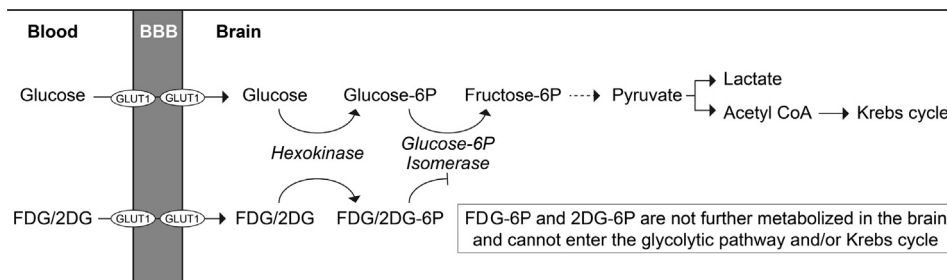 Blood BBB Brain
Glucose GLUT1 GLUT1 Glucose Glucose-6P Fructose-6P Pyruvate Lactate
Acetyl CoA Krebs cycle
Hexokinase Glucose-6P
Isomerase
FDG/2DG GLUT1 GLUT1 FDG/2DG FDG/2DG-6P
FDG-6P and 2DG-6P are not further metabolized in the brain
and cannot enter the glycolytic pathway and/or Krebs cycle